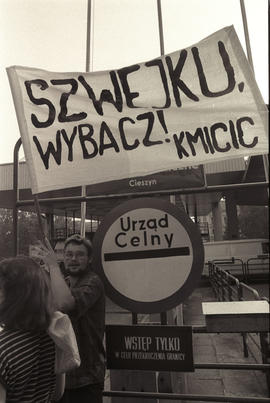 SZWEJKU,
WYBACZ! KMICIC
Cieszyn
Urząd
Celny
WSTĘP TYLKO
W CELU PRZEKROCZENIA GRANICY